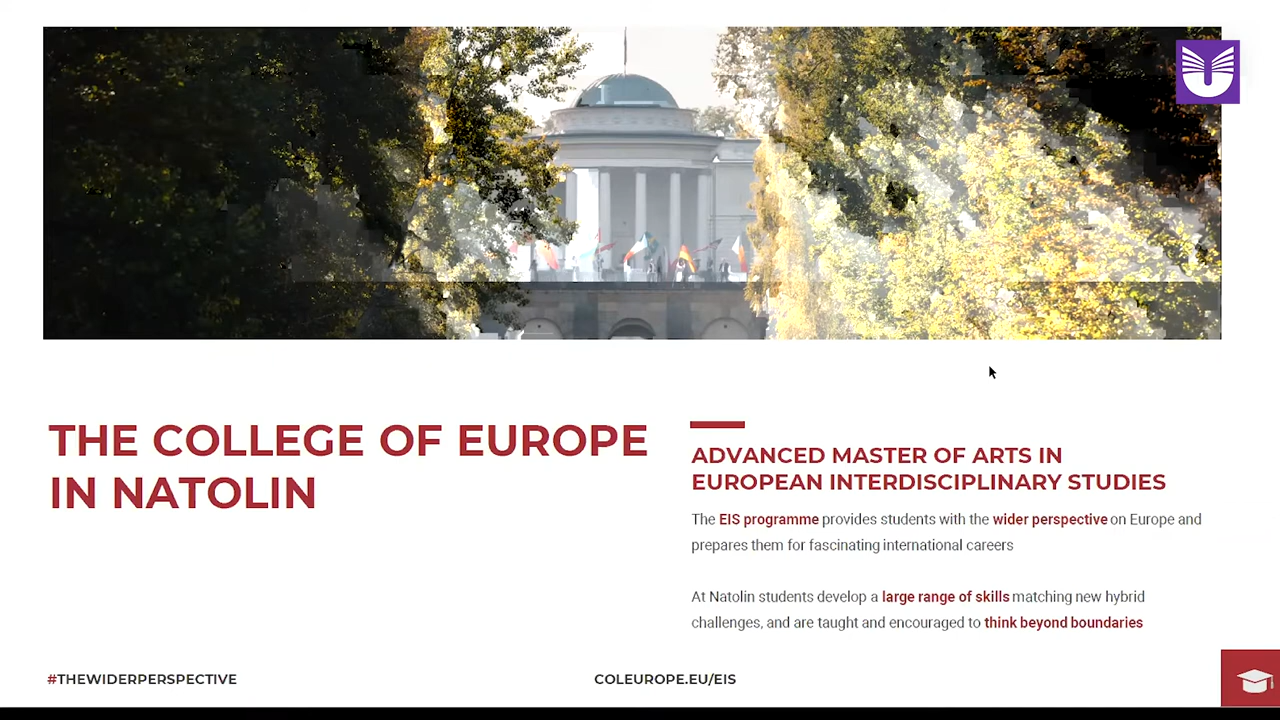 THE COLLEGE OF EUROPE
IN NATOLIN
ADVANCED MASTER OF ARTS IN
EUROPEAN INTERDISCIPLINARY STUDIES
The EIS programme provides students with the wider perspective on Europe and
prepares them for fascinating international careers
At Natolin students develop a large range of skills matching new hybrid
challenges, and are taught and encouraged to think beyond boundaries
#THEWIDERPERSPECTIVE
COLEUROPE.EU/EIS